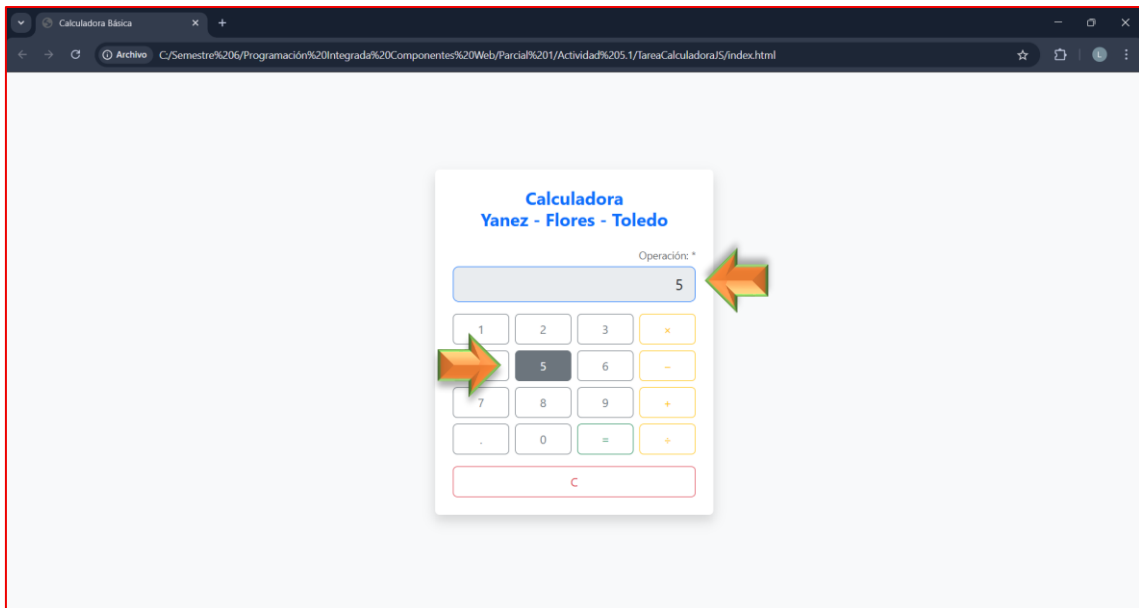 Calculadora Básica
Archivo C:/Semestre%206/Programación%20Integrada%20Componentes%20Web/Parcial%201/Actividad%205.1/TareaCalculadoraJS/index.html
L
Calculadora
Yanez - Flores - Toledo
Operación: *
5
1 2 3 ×
5 6 −
7 8 9 +
. 0 = ÷
C